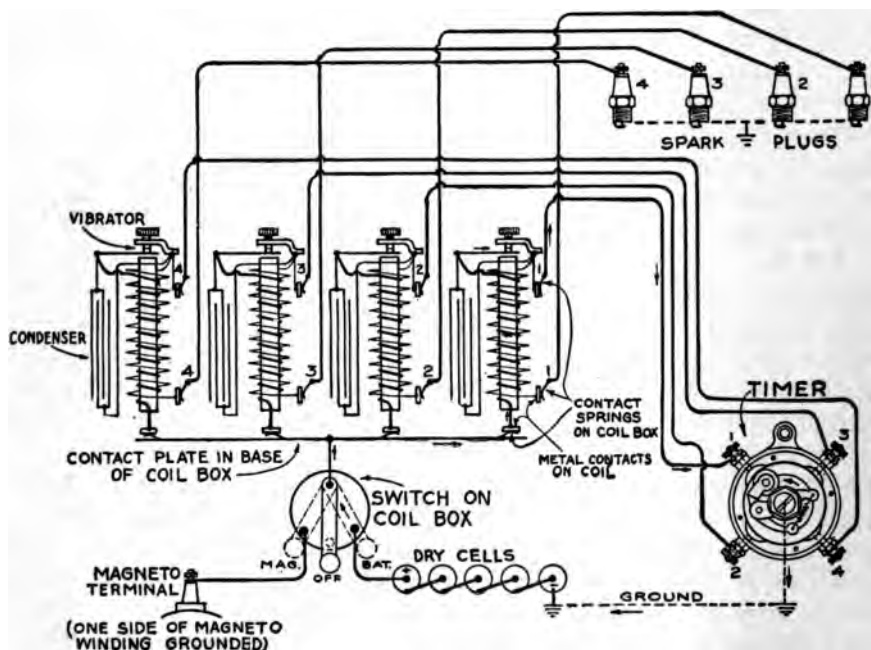 4
3
2
SPARK
PLUGS
VIBRATOR
4
3
2
1
CONDENSER
4
3
2
1
TIMER
CONTACT
SPRINGS
ON COIL BOX
1
3
CONTACT PLATE IN BASE
OF COIL BOX
METAL CONTACTS
ON COIL
SWITCH ON
COIL BOX
2
4
MAG.
OFF
BAT.
DRY CELLS
+
-
MAGNETO
TERMINAL
GROUND
(ONE SIDE OF MAGNETO
WINDING GROUNDED)